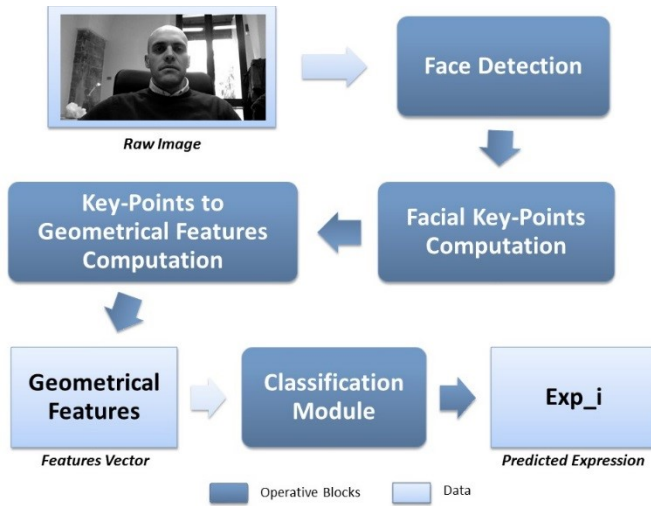 Face Detection
Raw Image
Key-Points to
Geometrical Features
Computation
Facial Key-Points
Computation
Geometrical
Features
Classification
Module
Exp_i
Features Vector
Predicted Expression
Operative Blocks
Data